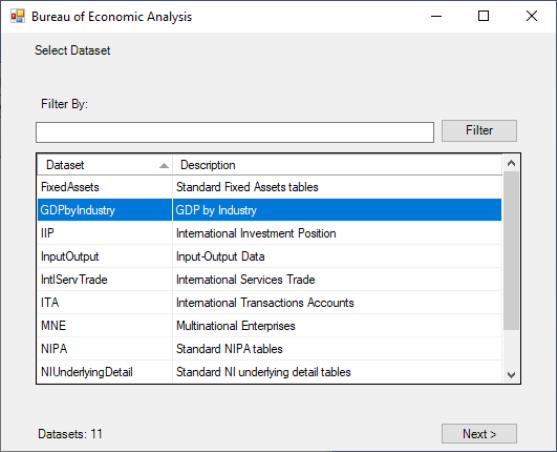 Bureau of Economic Analysis
Select Dataset
Filter By:
Filter
Dataset Description
FixedAssets Standard Fixed Assets tables
GDPbyIndustry GDP by Industry
IIP International Investment Position
InputOutput Input-Output Data
IntlServTrade International Services Trade
ITA International Transactions Accounts
MNE Multinational Enterprises
NIPA Standard NIPA tables
NIUnderlyingDetail Standard NI underlying detail tables
Datasets: 11 Next >